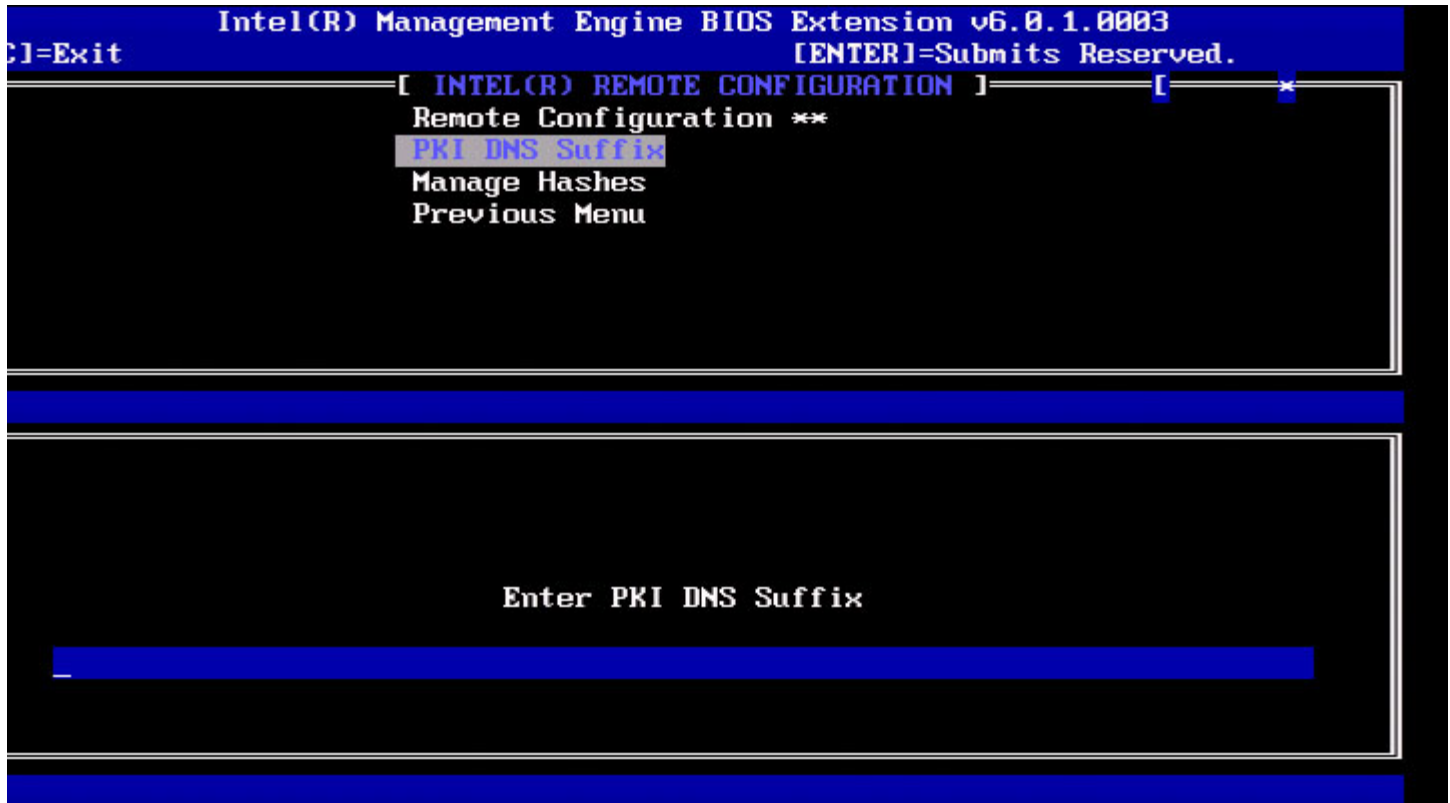 Intel(R) Management Engine BIOS Extension v6.0.1.0003
C]=Exit [ENTER]=Submits Reserved.
[ INTEL(R) REMOTE CONFIGURATION ] [ *
Remote Configuration **
PKI DNS Suffix
Manage Hashes
Previous Menu
Enter PKI DNS Suffix
_